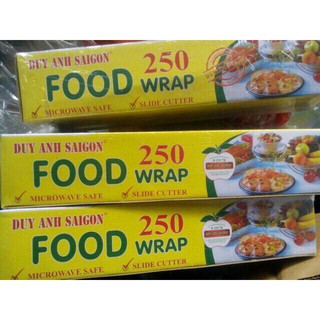 DUY ANH SAIGON
250
FOOD WRAP
MICROWAVE SAFE
SLIDE CUTTER
DUY ANH SAIGON
250
FOOD WRAP
MICROWAVE SAFE
SLIDE CUTTER
DUY ANH SAIGON
250
FOOD WRAP
MICROWAVE SAFE
SLIDE CUTTER